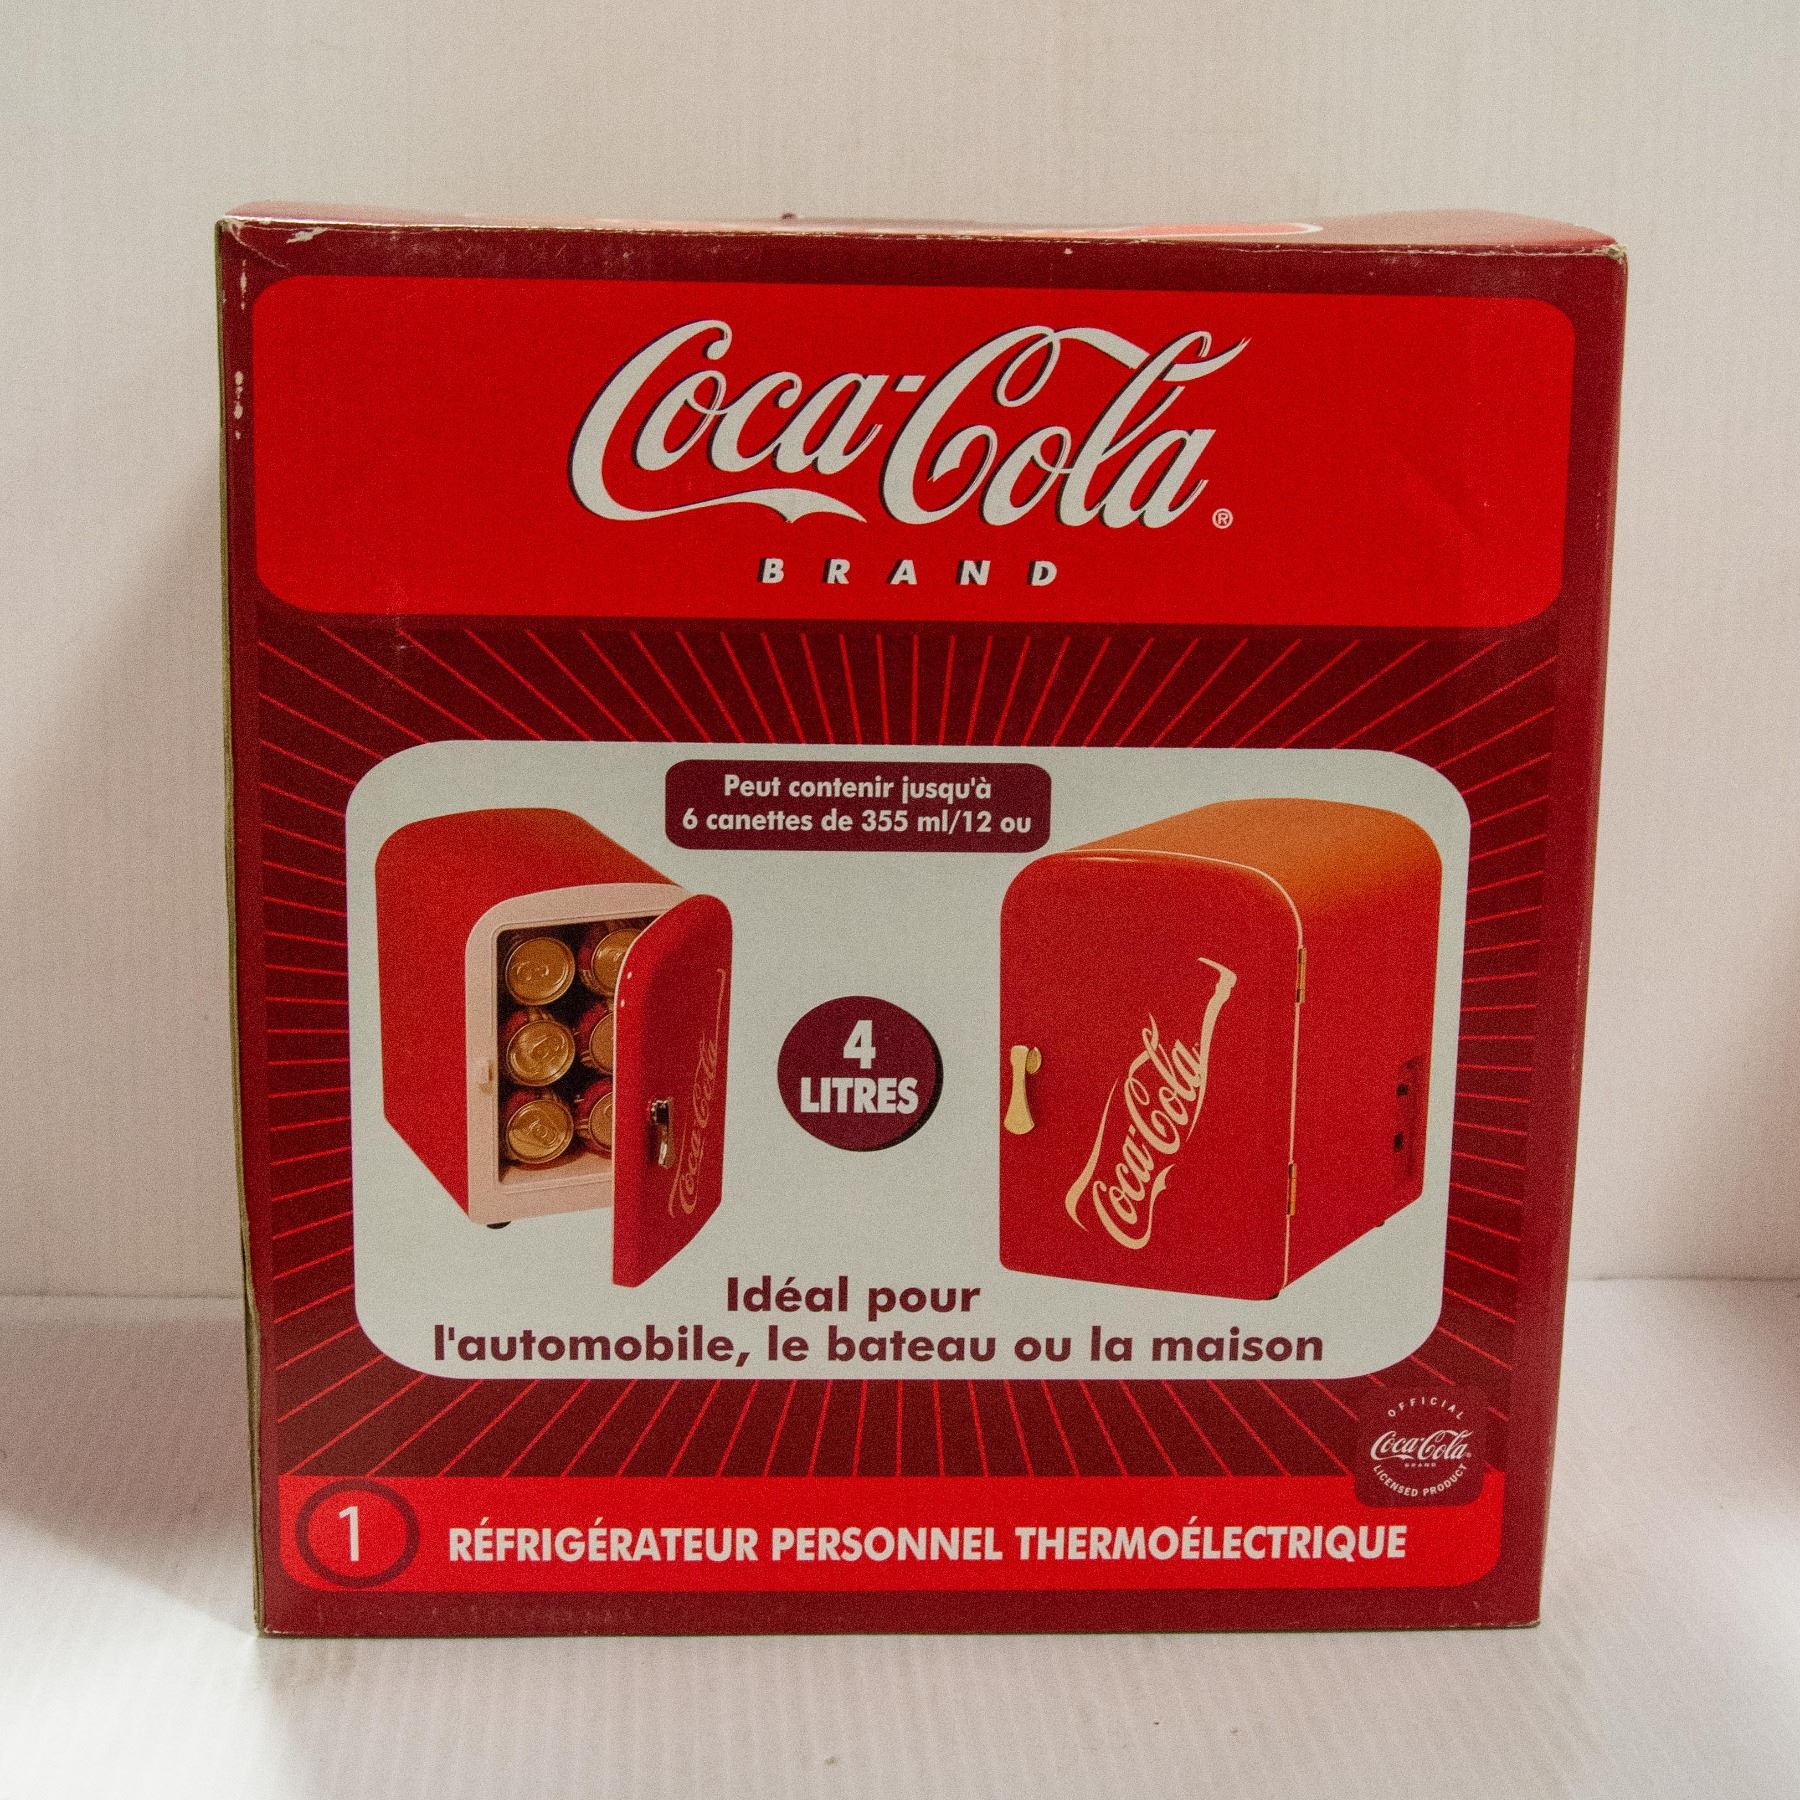 Coca-Cola®
BRAND
Peut contenir jusqu'à
6 canettes de 355 ml/12 ou
Coca-Cola
4
LITRES
Coca-Cola
Idéal pour
l'automobile, le bateau ou la maison
OFFICIAL
Coca-Cola®
BRAND
LICENSED PRODUCT
1
RÉFRIGÉRATEUR PERSONNEL THERMOÉLECTRIQUE